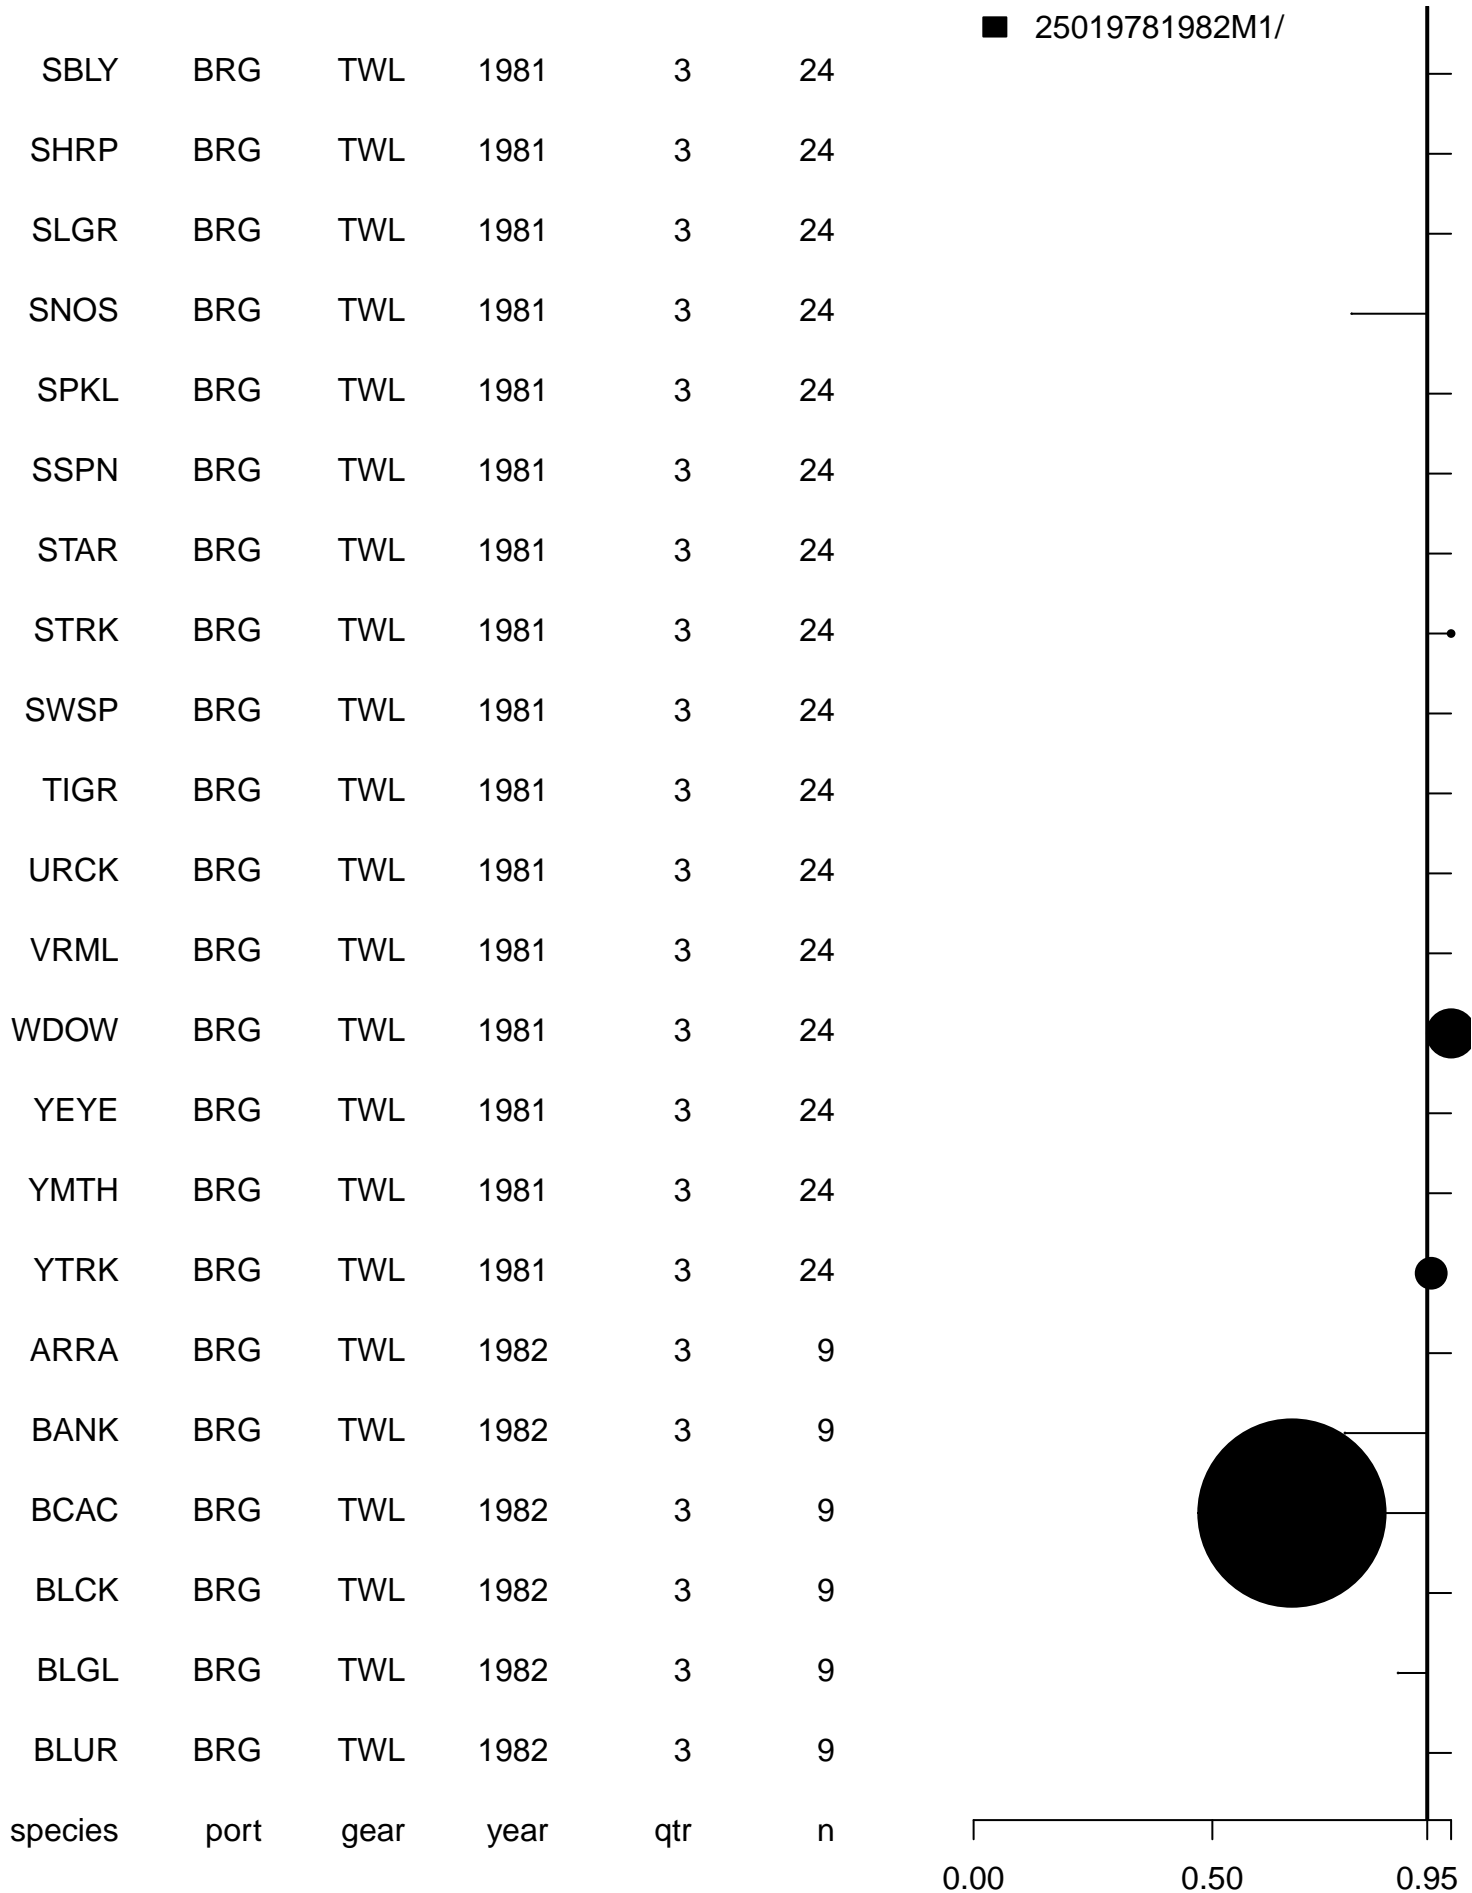 25019781982M1/
SBLY BRG TWL 1981 3 24
SHRP BRG TWL 1981 3 24
SLGR BRG TWL 1981 3 24
SNOS BRG TWL 1981 3 24
SPKL BRG TWL 1981 3 24
SSPN BRG TWL 1981 3 24
STAR BRG TWL 1981 3 24
STRK BRG TWL 1981 3 24
SWSP BRG TWL 1981 3 24
TIGR BRG TWL 1981 3 24
URCK BRG TWL 1981 3 24
VRML BRG TWL 1981 3 24
WDOW BRG TWL 1981 3 24
YEYE BRG TWL 1981 3 24
YMTH BRG TWL 1981 3 24
YTRK BRG TWL 1981 3 24
ARRA BRG TWL 1982 3 9
BANK BRG TWL 1982 3 9
BCAC BRG TWL 1982 3 9
BLCK BRG TWL 1982 3 9
BLGL BRG TWL 1982 3 9
BLUR BRG TWL 1982 3 9
species port gear year qtr n
0.00 0.50 0.95